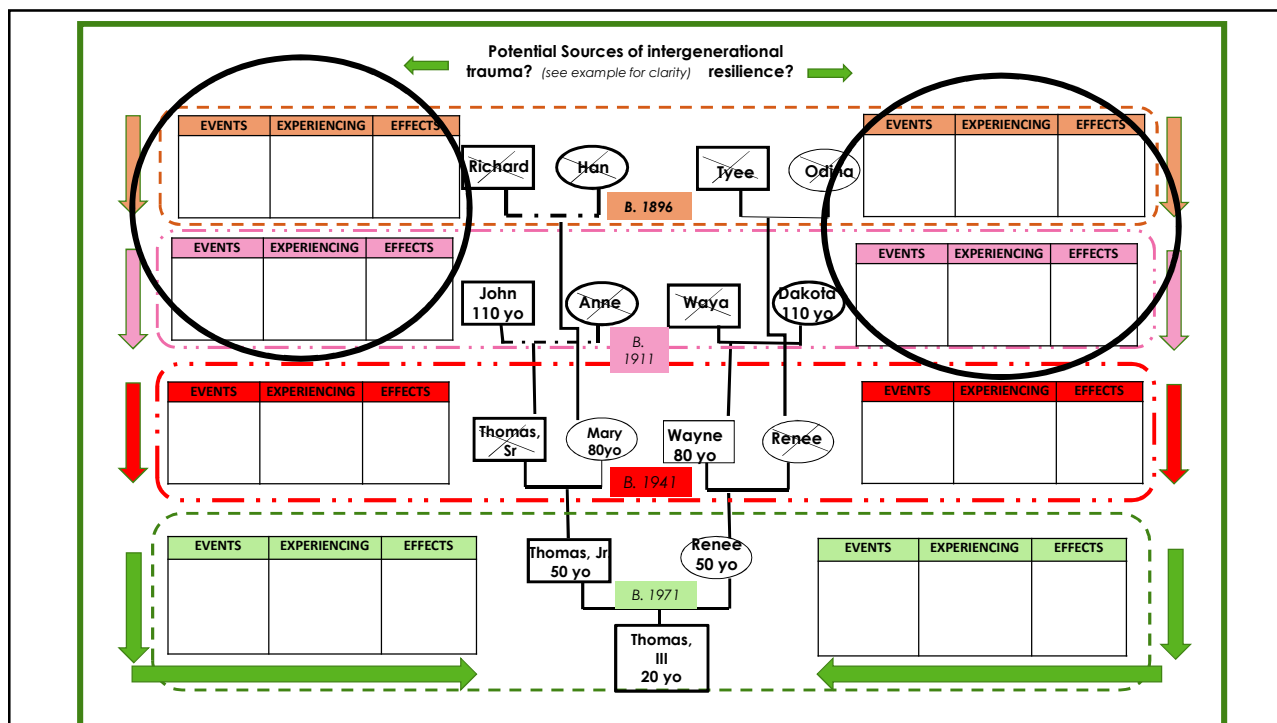 Potential Sources of intergenerational
trauma? (see example for clarity) resilience?
EVENTS EXPERIENCING EFFECTS
EVENTS EXPERIENCING EFFECTS
Richard
Han
Tyee
Odina
B. 1896
EVENTS EXPERIENCING EFFECTS
EVENTS EXPERIENCING EFFECTS
John
110 yo
Anne
Waya
Dakota
110 yo
B.
1911
EVENTS EXPERIENCING EFFECTS
EVENTS EXPERIENCING EFFECTS
Thomas,
Sr
Mary
80yo
Wayne
80 yo
Renee
B. 1941
EVENTS EXPERIENCING EFFECTS
EVENTS EXPERIENCING EFFECTS
Thomas, Jr
50 yo
Renee
50 yo
B. 1971
Thomas,
III
20 yo